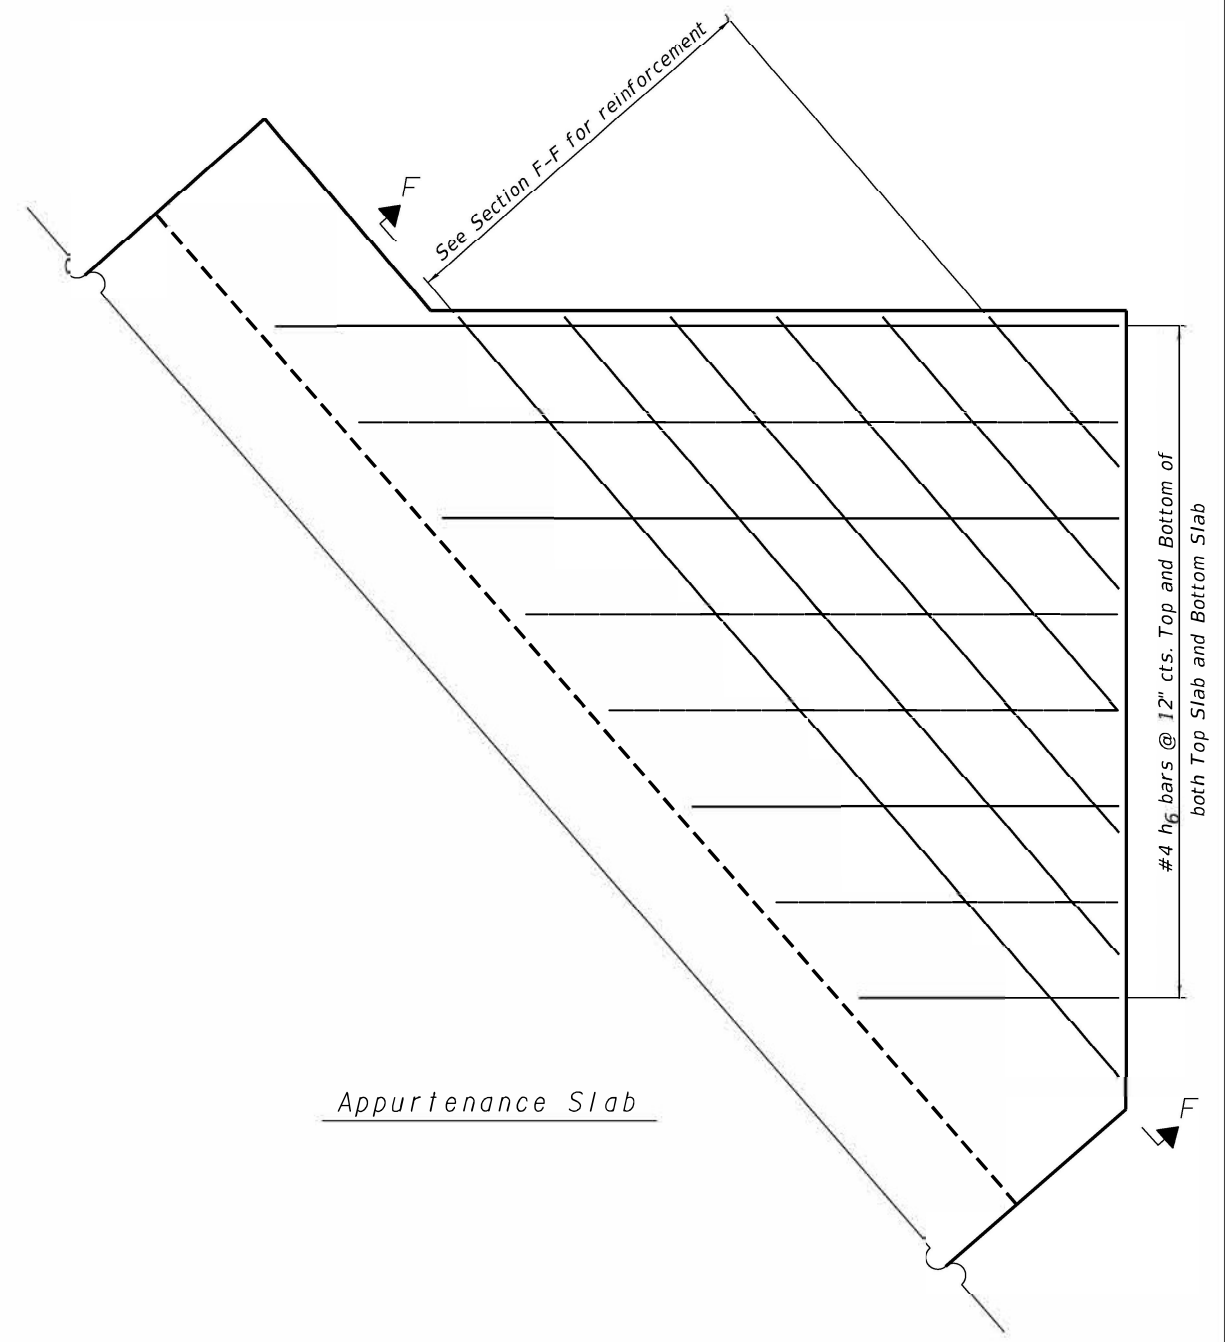 See Section F-F for reinforcement
F
#4 h6 bars @ 12" cts. Top and Bottom of
both Top Slab and Bottom Slab
Appurtenance Slab
F